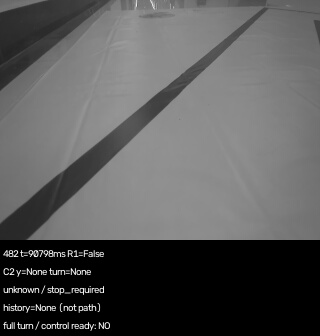 482 t=90798ms R1=False
C2 y=None turn=None
unknown / stop_required
history=None (not path)
full turn / control ready: NO